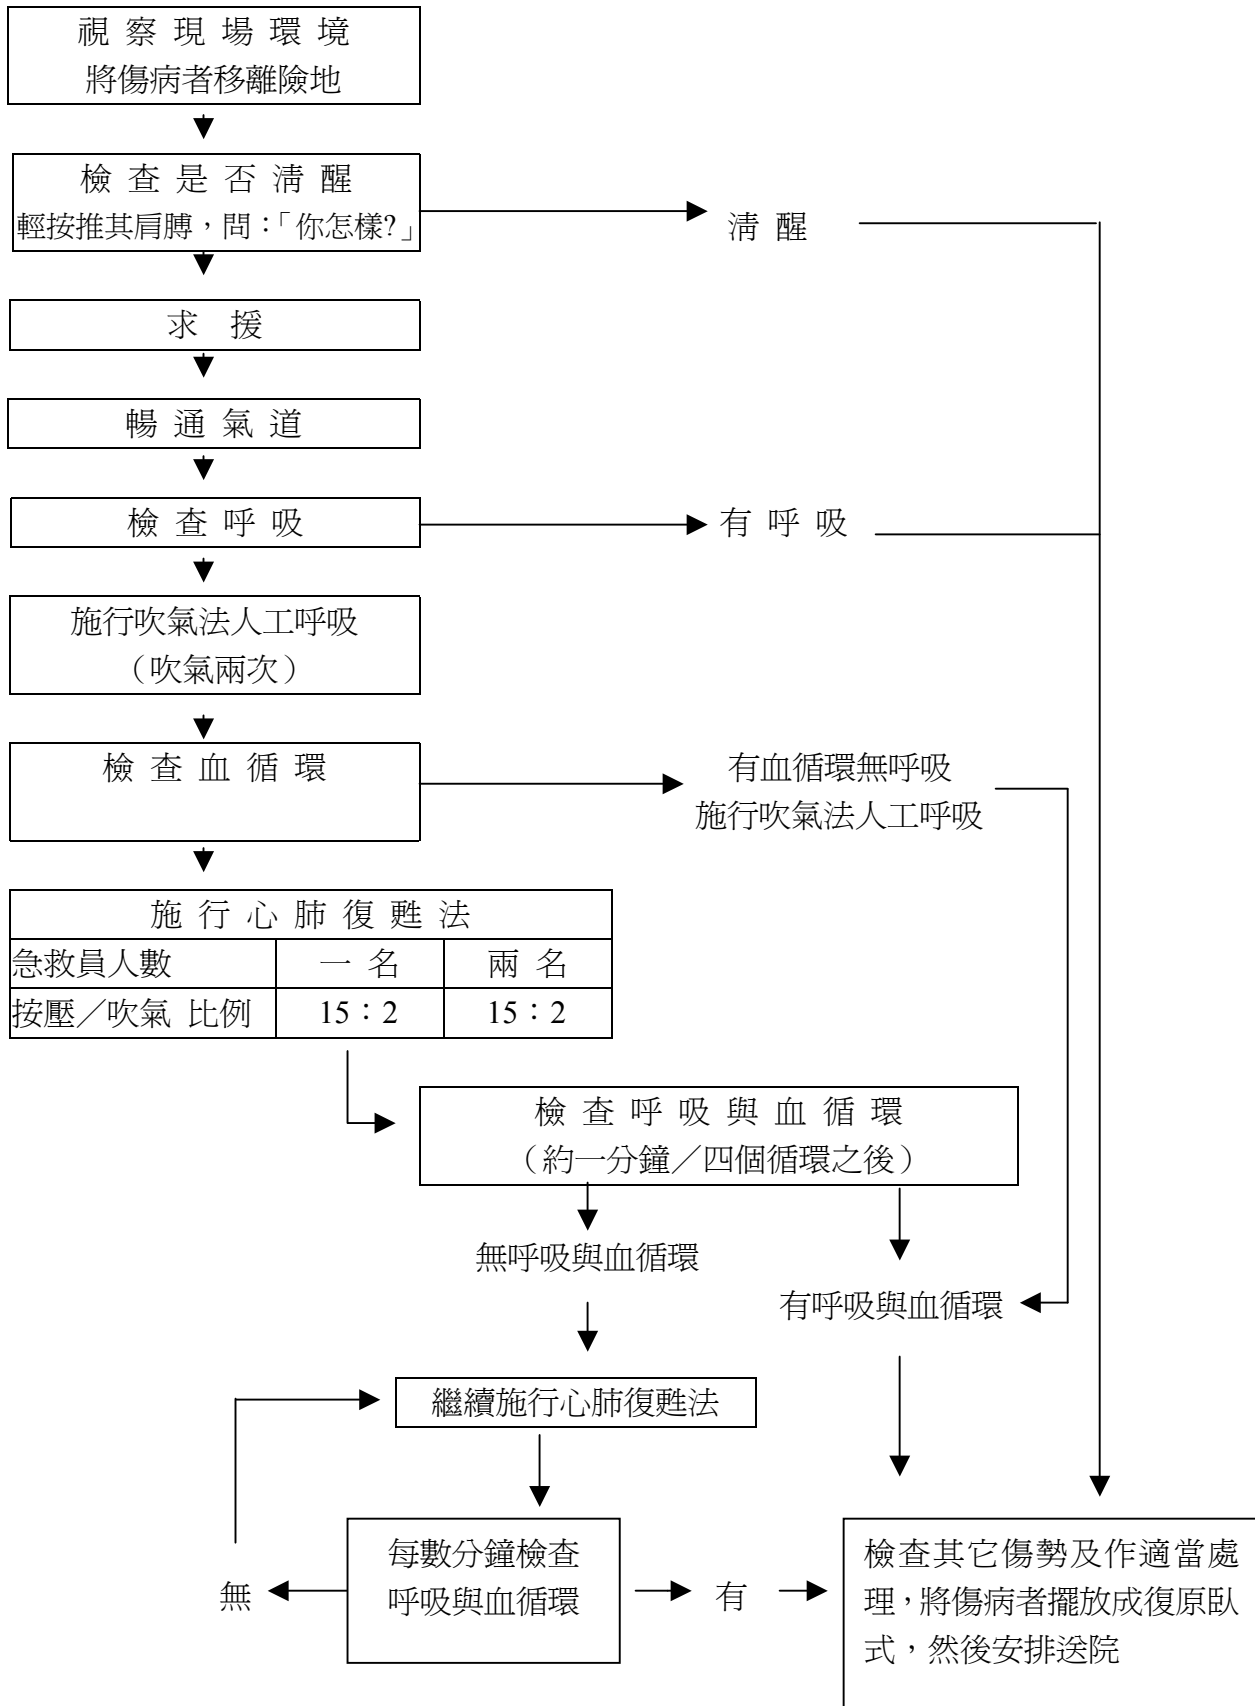 視察現場環境
將傷病者移離險地
檢查是否清醒
輕按推其肩膊，問：「你怎樣?」
清醒
求 援
暢通氣道
檢查呼吸
有呼吸
施行吹氣法人工呼吸
（吹氣兩次）
檢查血循環
有血循環無呼吸
施行吹氣法人工呼吸
施行心肺復甦法
急救員人數 一名 兩名
按壓／吹氣 比例 15：2 15：2
檢查呼吸與血循環
（約一分鐘／四個循環之後）
無呼吸與血循環
有呼吸與血循環
繼續施行心肺復甦法
每數分鐘檢查
呼吸與血循環
無
有
檢查其它傷勢及作適當處
理，將傷病者擺放成復原臥
式，然後安排送院